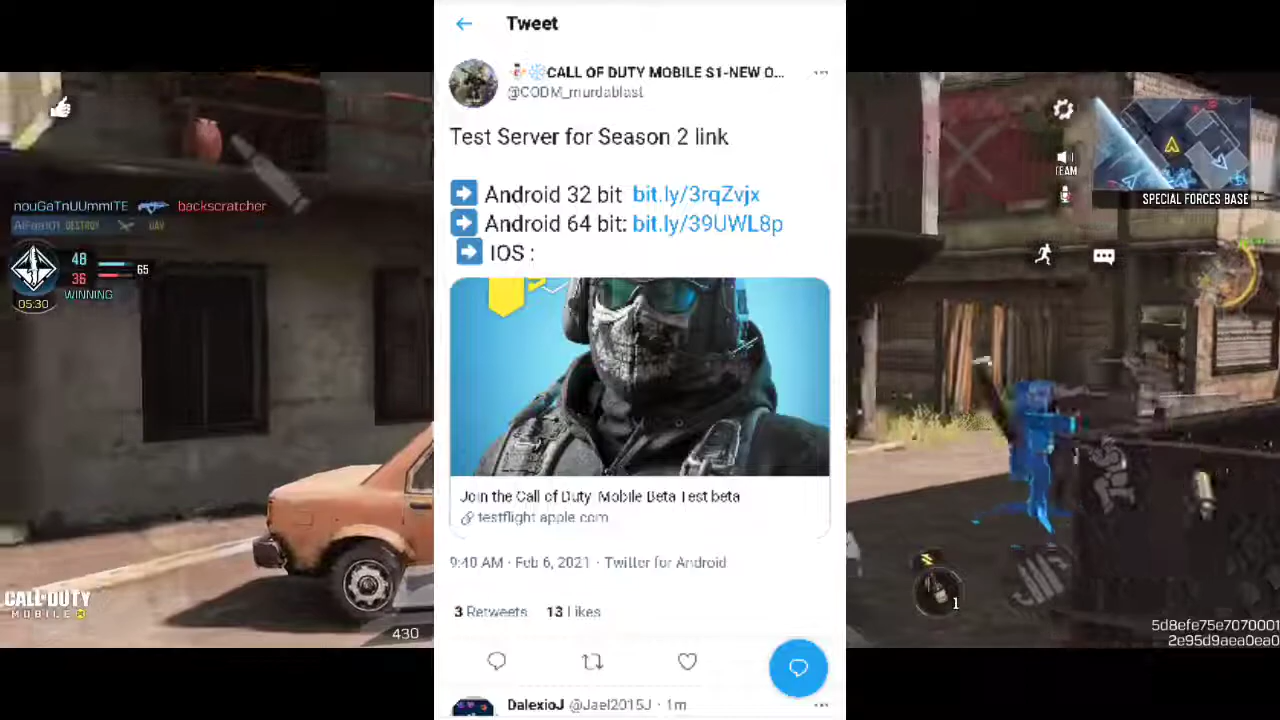 Tweet
CALL OF DUTY MOBILE S1-NEW O...
@CODM_murdablast
Test Server for Season 2 link
Android 32 bit bit.ly/3rqZvjx
Android 64 bit: bit.ly/39UWL8p
IOS :
Join the Call of Duty Mobile Beta Test beta
testflight.apple.com
9:40 AM · Feb 6, 2021 · Twitter for Android
3 Retweets 13 Likes
DalexioJ @Jael2015J · 1m
nouGaTnUUmmITE backscratcher
DESTROY UAV
48
65
36
WINNING
05:30
CALL OF DUTY
MOBILE
430
TEAM
SPECIAL FORCES BASE
1
5d8efe75e7070001
2e95d9aea0ea0